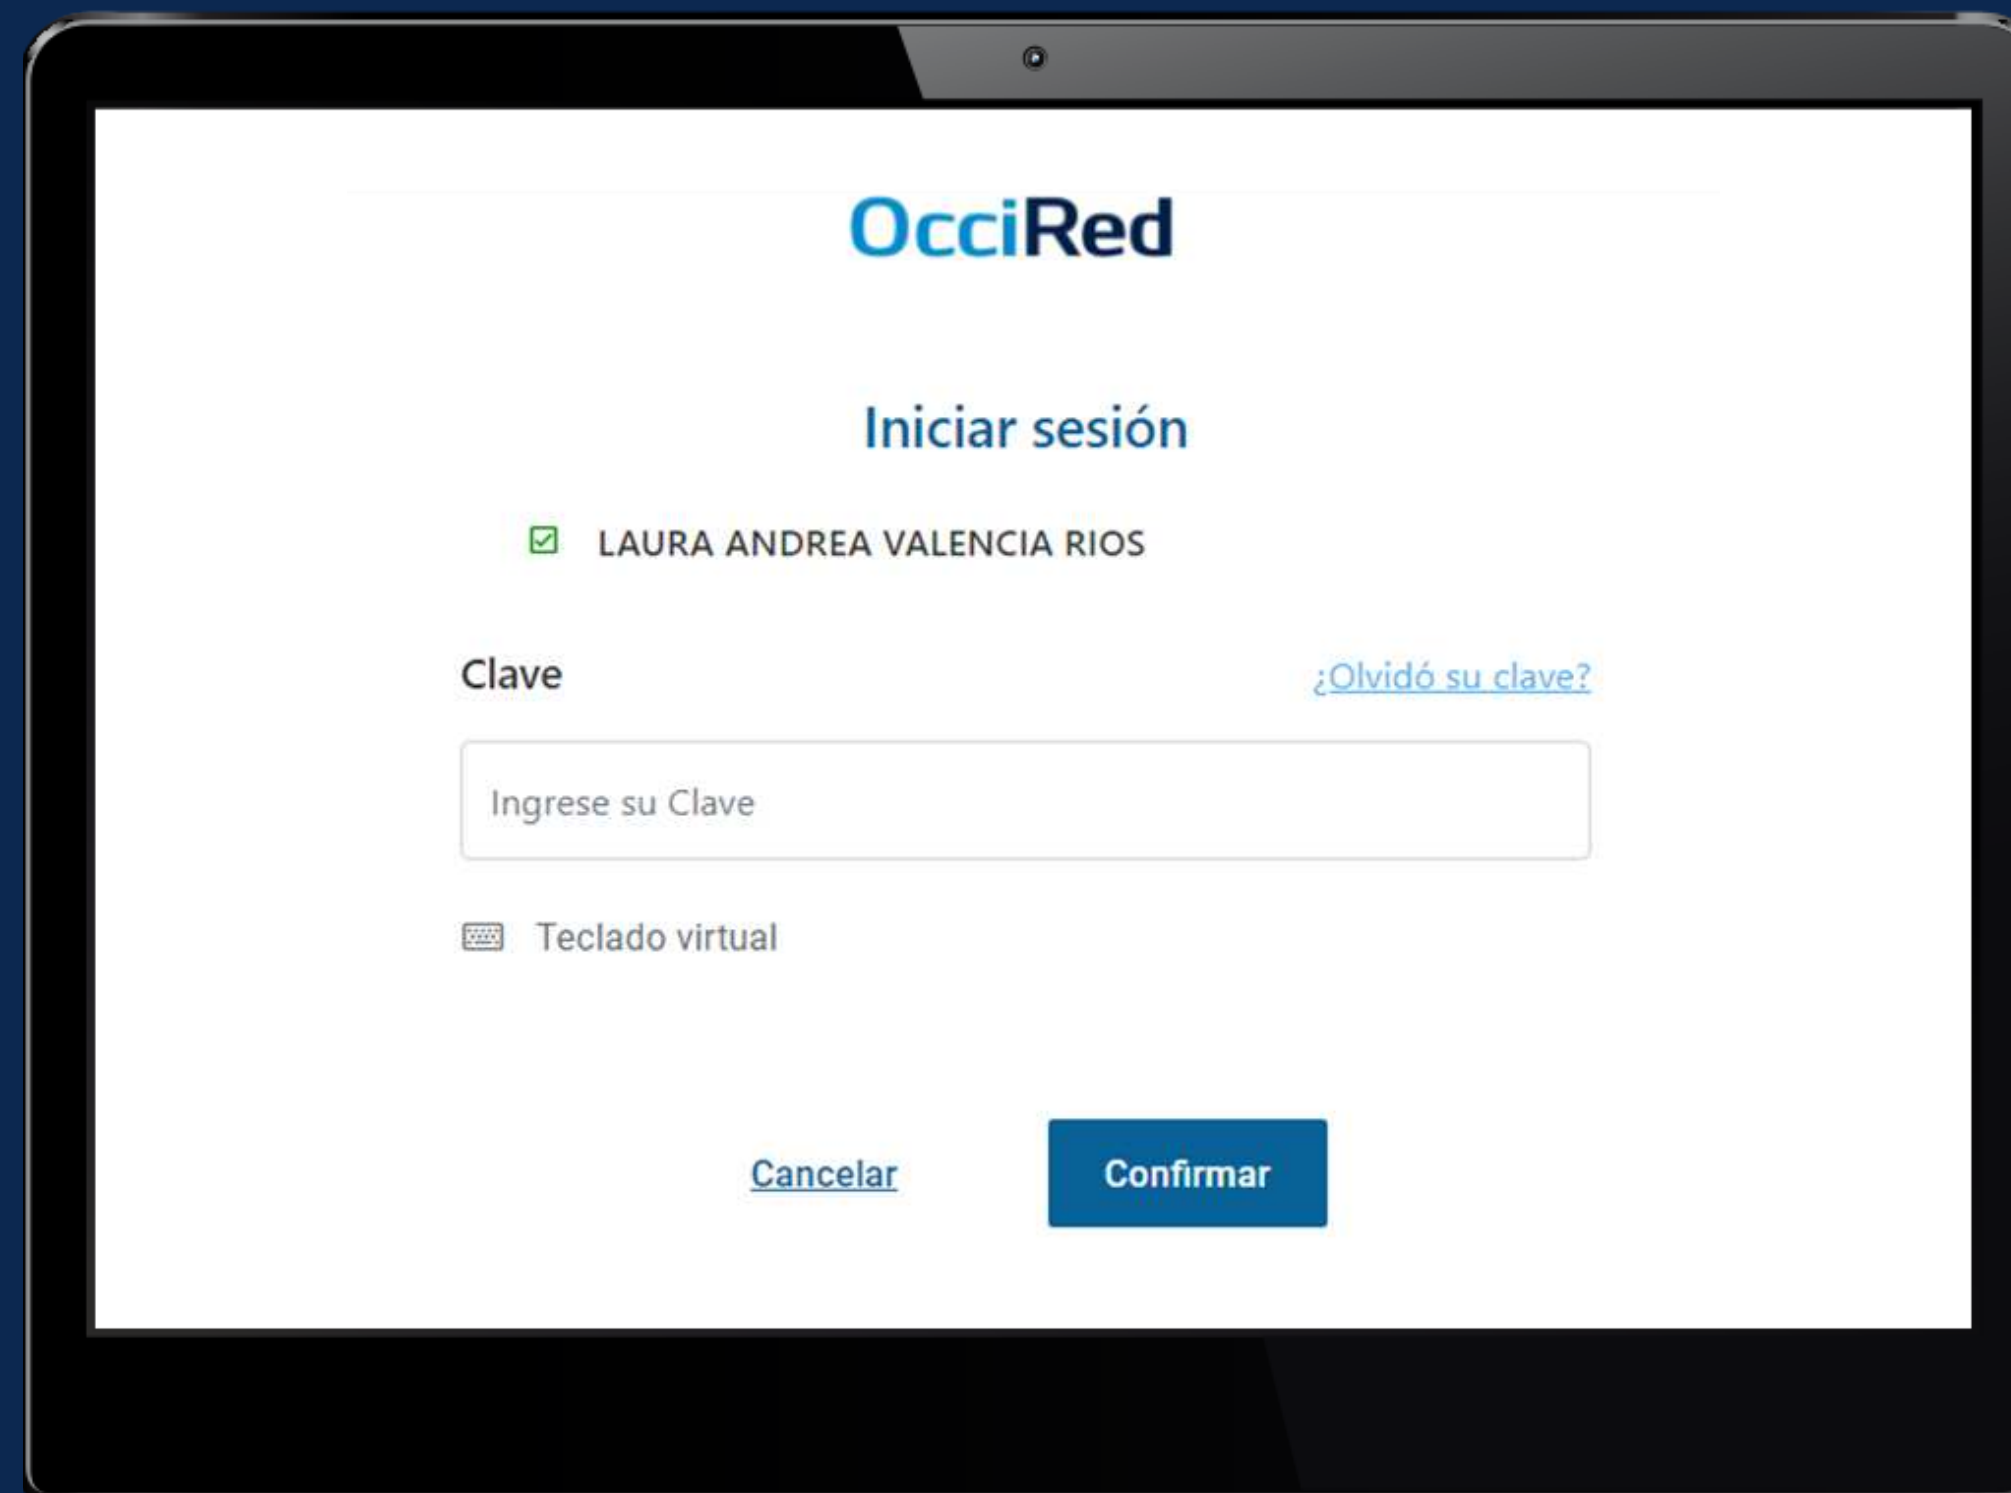 OcciRed
Iniciar sesión
LAURA ANDREA VALENCIA RIOS
Clave
¿Olvidó su clave?
Ingrese su Clave
Teclado virtual
Cancelar
Confirmar